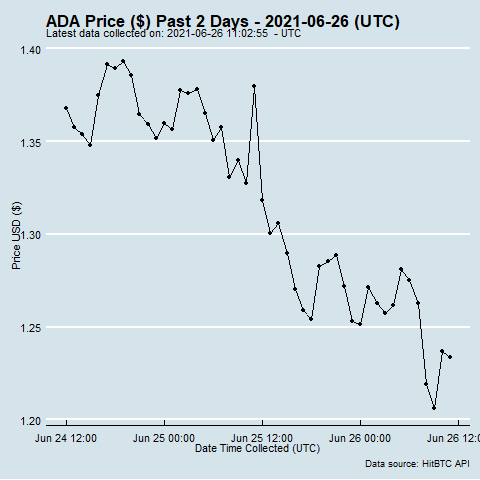 ADA Price ($) Past 2 Days - 2021-06-26 (UTC)
Latest data collected on: 2021-06-26 11:02:55 - UTC
1.40
1.35
1.30
1.25
1.20
Price USD ($)
Jun 24 12:00 Jun 25 00:00 Jun 25 12:00 Jun 26 00:00 Jun 26 12:0
Date Time Collected (UTC)
Data source: HitBTC API